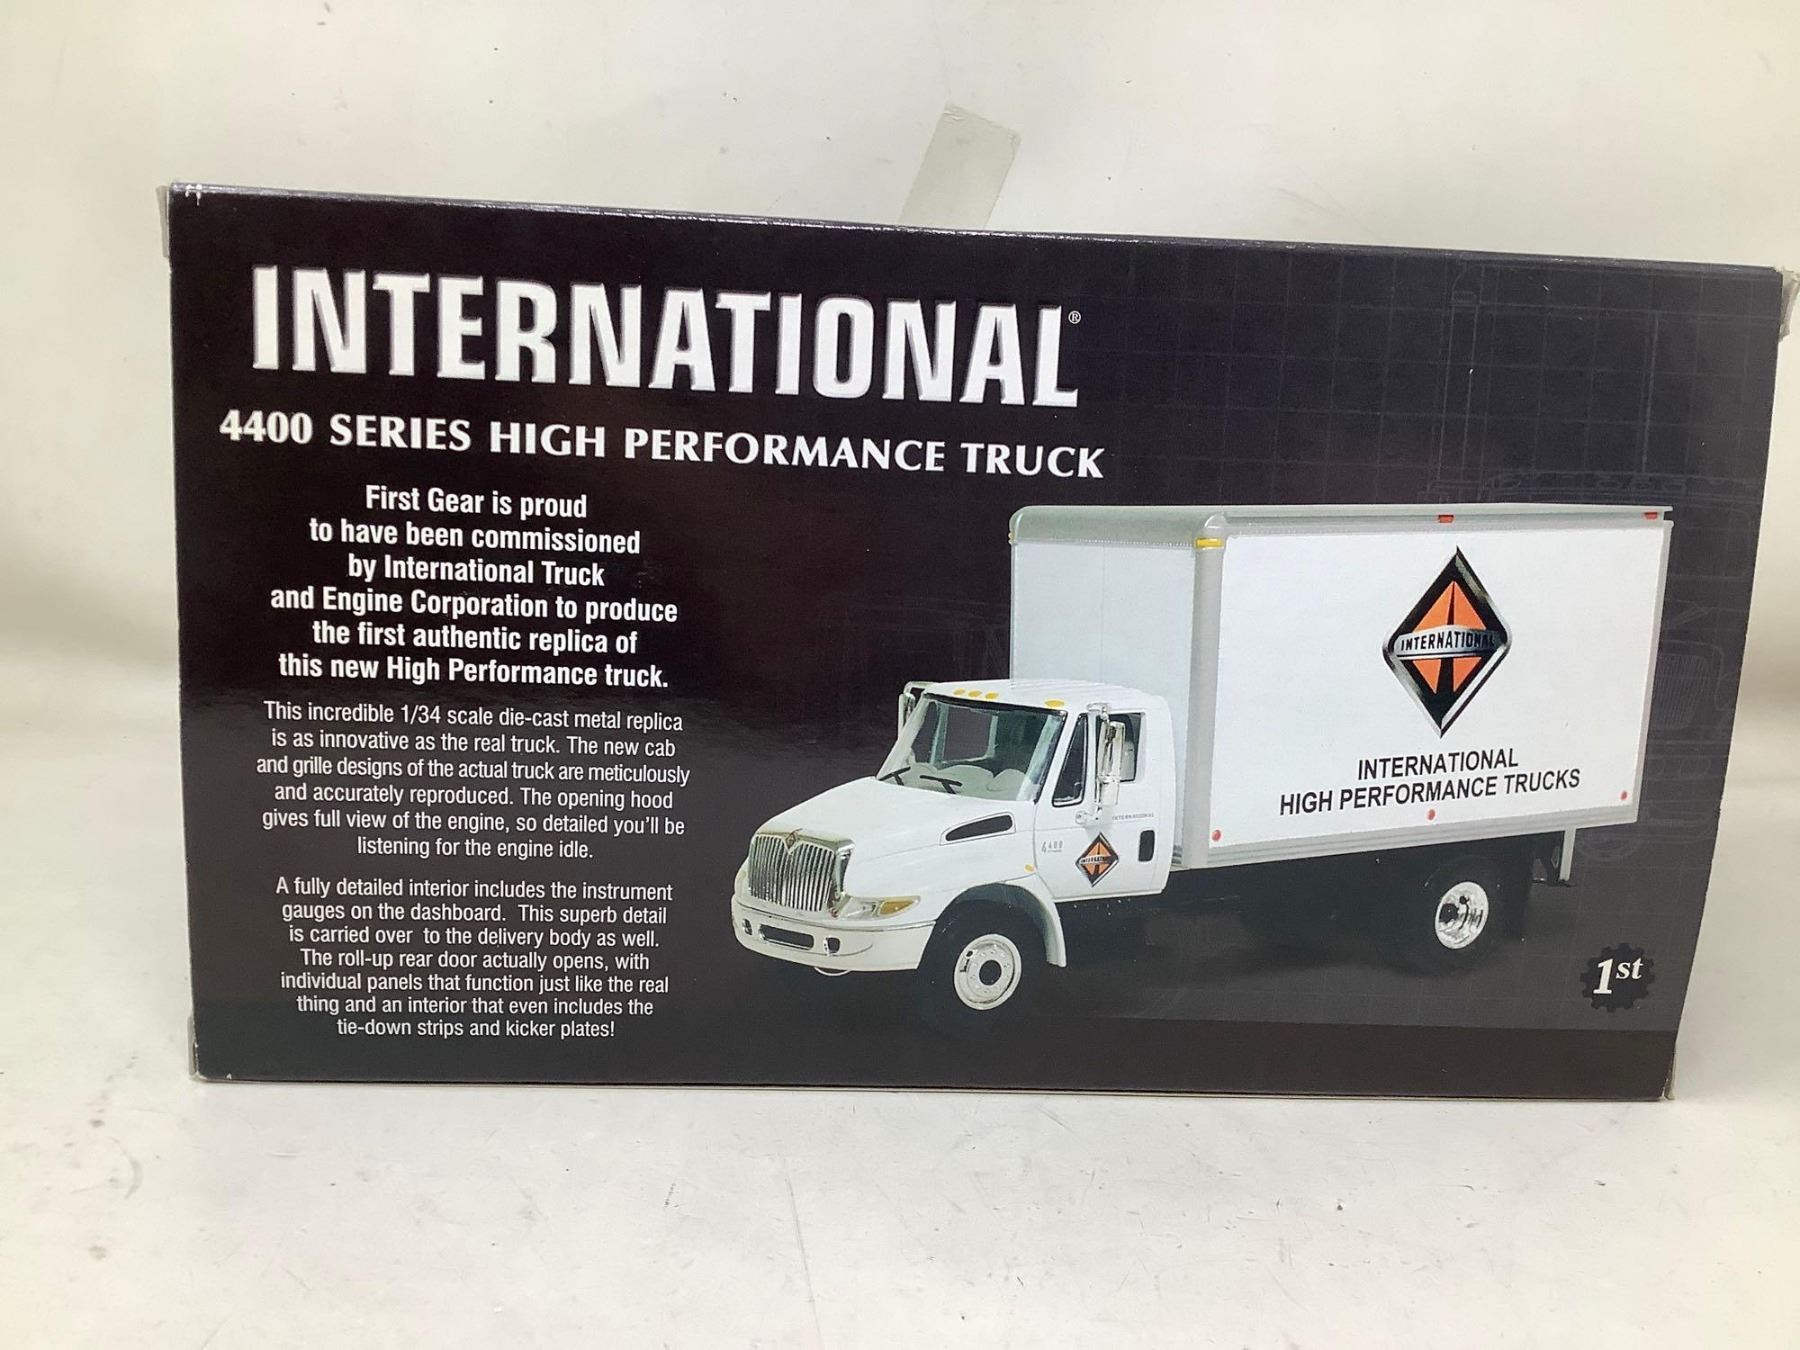 INTERNATIONAL®
4400 SERIES HIGH PERFORMANCE TRUCK
First Gear is proud
to have been commissioned
by International Truck
and Engine Corporation to produce
the first authentic replica of
this new High Performance truck.
This incredible 1/34 scale die-cast metal replica
is as innovative as the real truck. The new cab
and grille designs of the actual truck are meticulously
and accurately reproduced. The opening hood
gives full view of the engine, so detailed you'll be
listening for the engine idle.
A fully detailed interior includes the instrument
gauges on the dashboard. This superb detail
is carried over to the delivery body as well.
The roll-up rear door actually opens, with
individual panels that function just like the real
thing and an interior that even includes the
tie-down strips and kicker plates!
INTERNATIONAL
INTERNATIONAL
HIGH PERFORMANCE TRUCKS
INTERNATIONAL
4400
INTERNATIONAL
1st